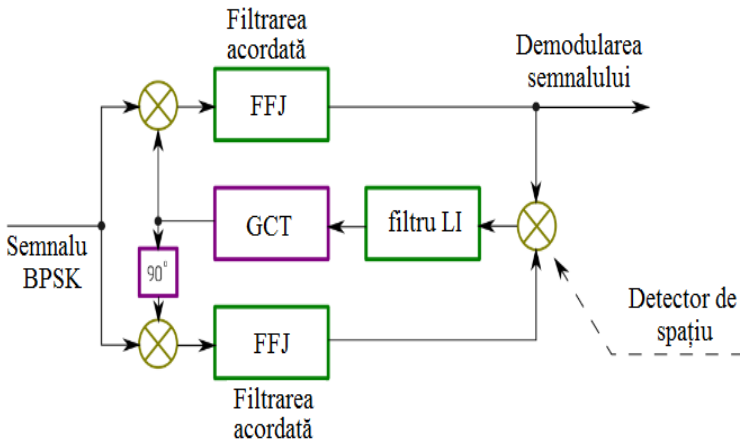 Filtrarea
acordată
Demodularea
semnalului
FFJ
GCT
filtru LI
Semnalu
BPSK
90°
Detector de
spațiu
FFJ
Filtrarea
acordată